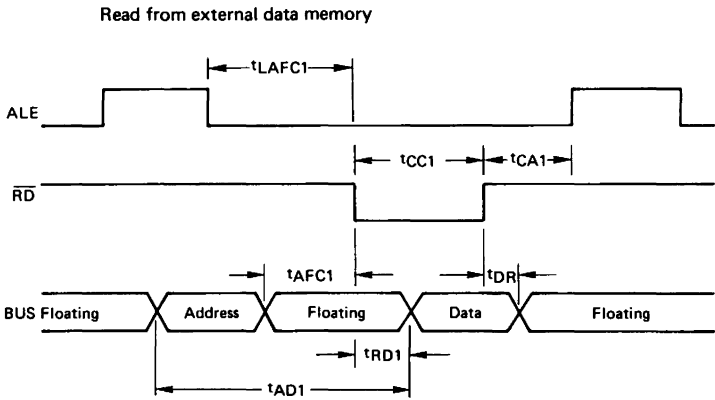 Read from external data memory
tLAFC1
ALE
tCC1
tCA1
RD
tAFC1
tDR
BUS Floating Address Floating Data Floating
tRD1
tAD1